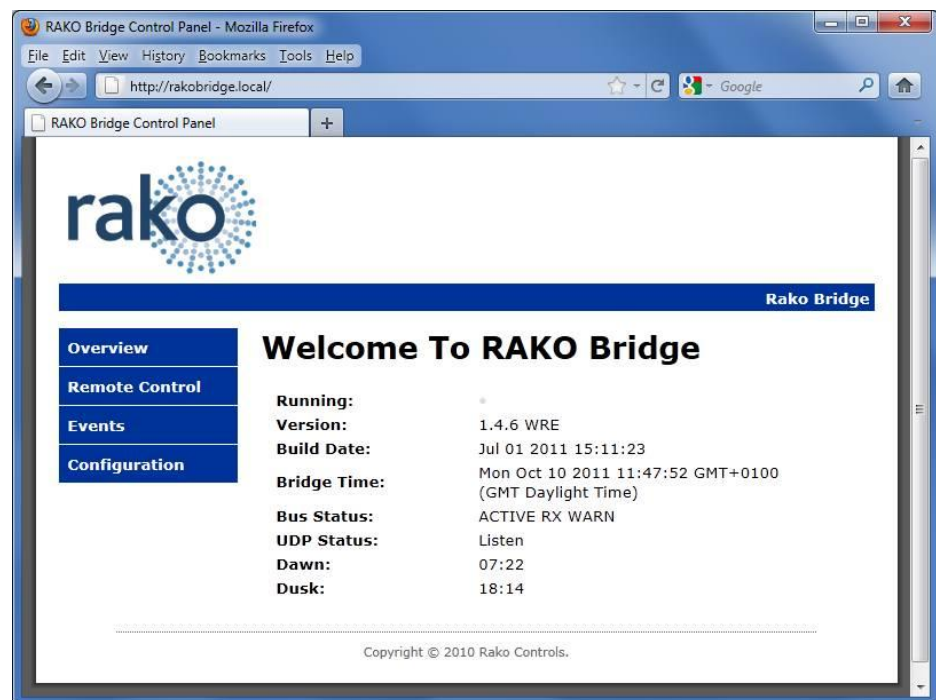 RAKO Bridge Control Panel - Mozilla Firefox
File Edit View History Bookmarks Tools Help
http://rakobridge.local/
Google
RAKO Bridge Control Panel
rako
Rako Bridge
Overview
Remote Control
Events
Configuration
Welcome To RAKO Bridge
Running:
Version: 1.4.6 WRE
Build Date: Jul 01 2011 15:11:23
Bridge Time: Mon Oct 10 2011 11:47:52 GMT+0100
(GMT Daylight Time)
Bus Status: ACTIVE RX WARN
UDP Status: Listen
Dawn: 07:22
Dusk: 18:14
Copyright © 2010 Rako Controls.